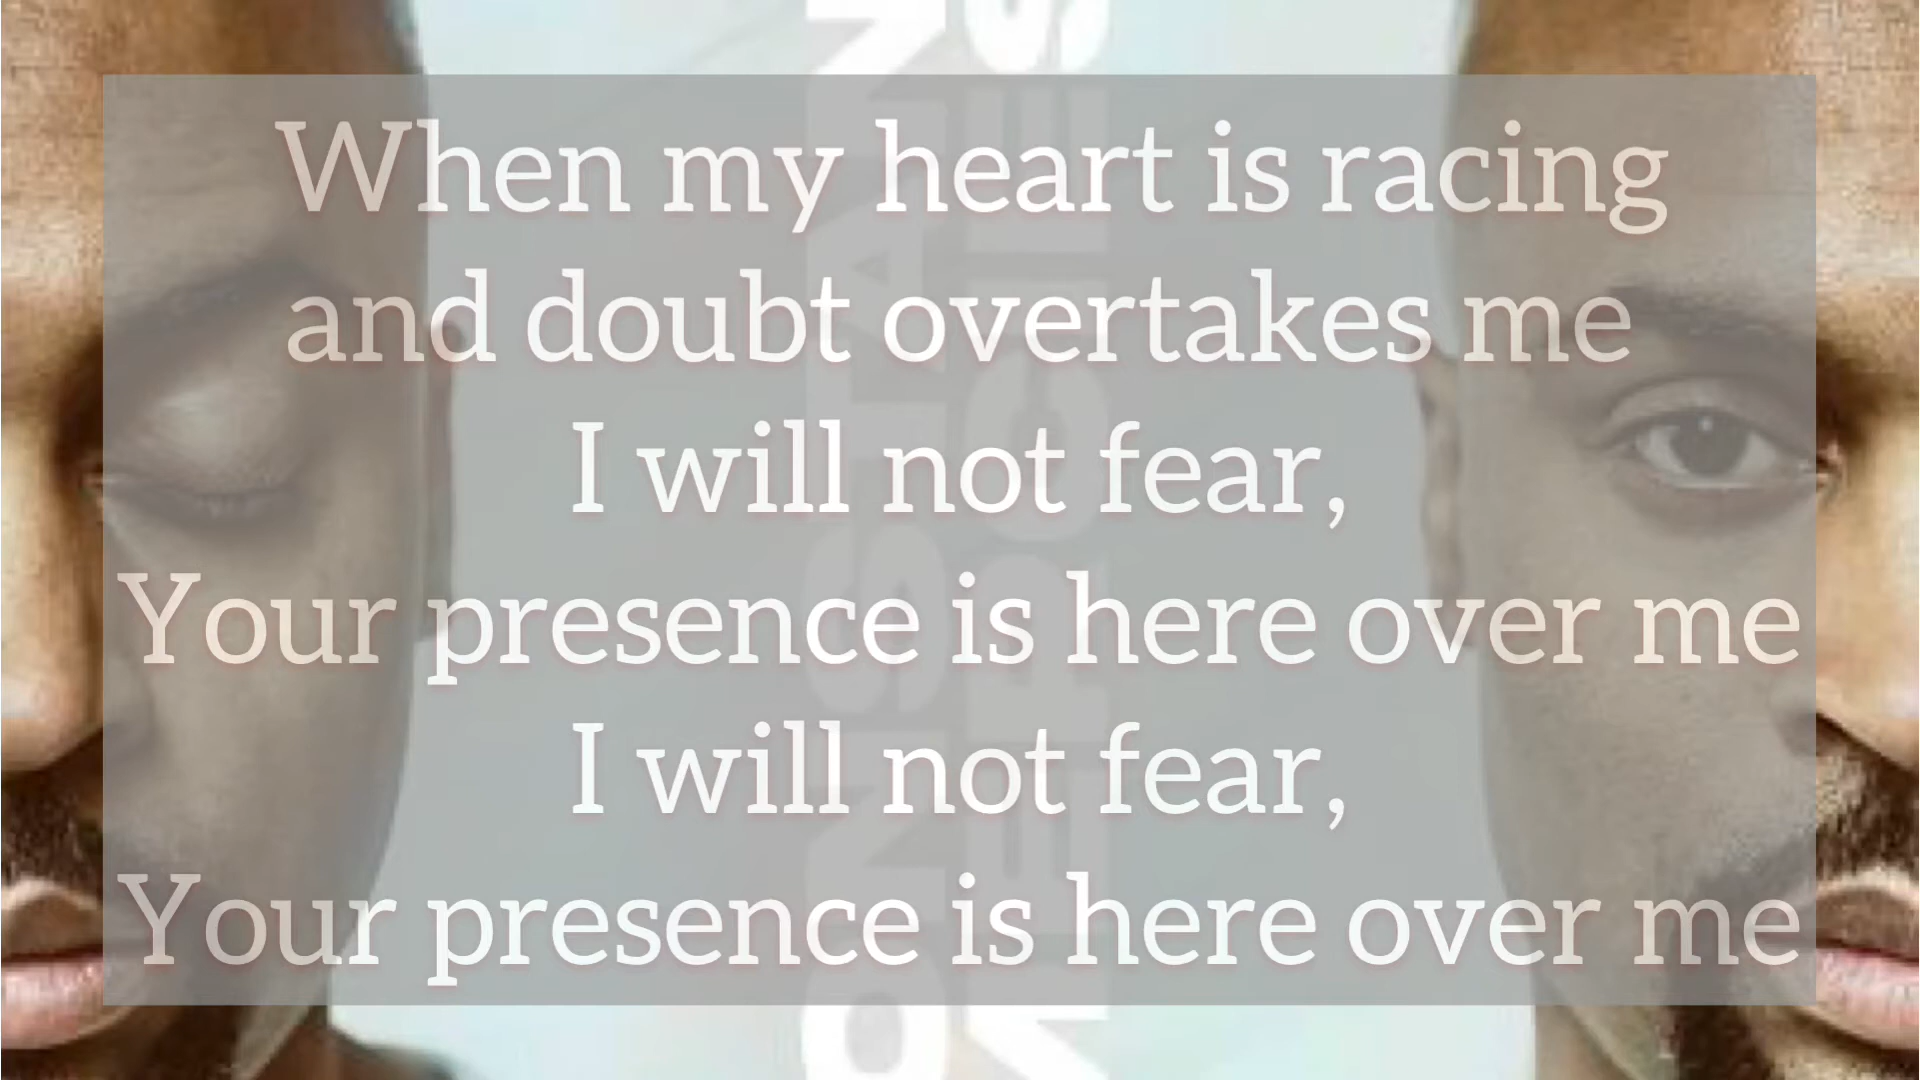 When my heart is racing
and doubt overtakes me
I will not fear,
Your presence is here over me
I will not fear,
Your presence is here over me